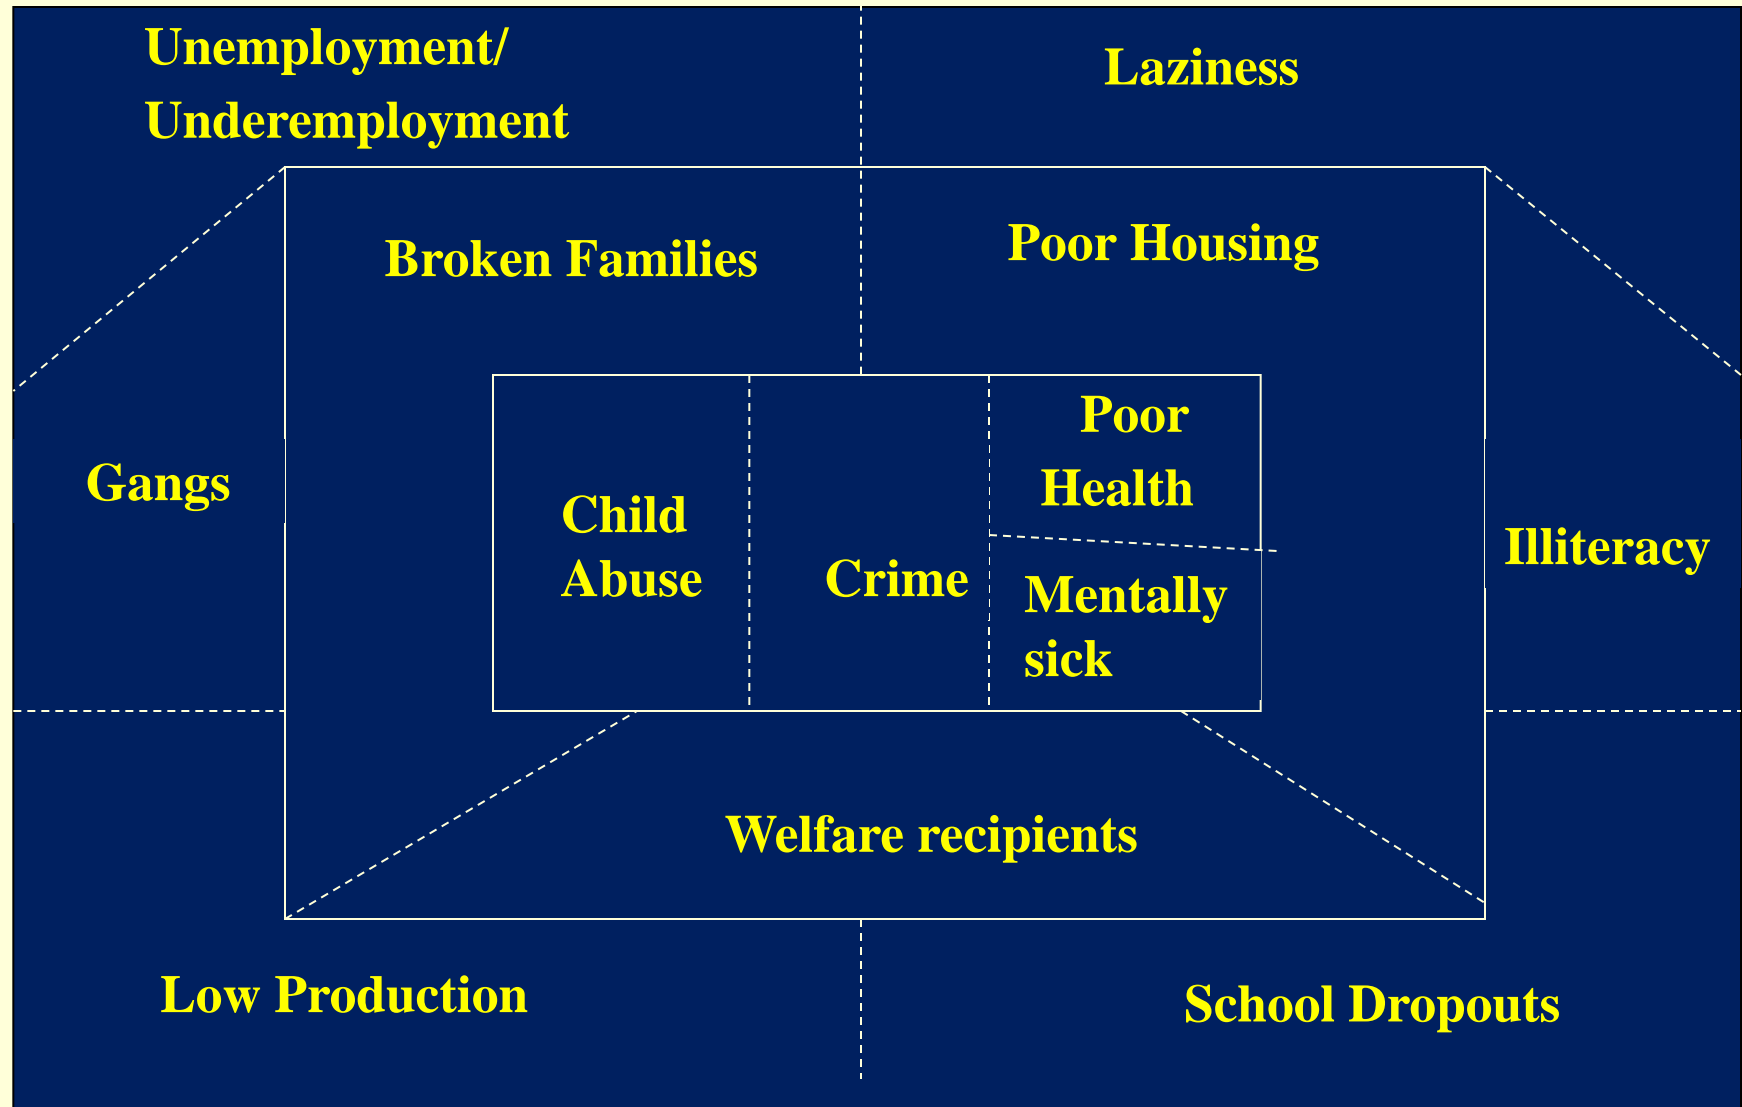 Unemployment/
Underemployment
Laziness
Broken Families
Poor Housing
Gangs
Child
Abuse
Crime
Poor
Health
Mentally
sick
Illiteracy
Welfare recipients
Low Production
School Dropouts